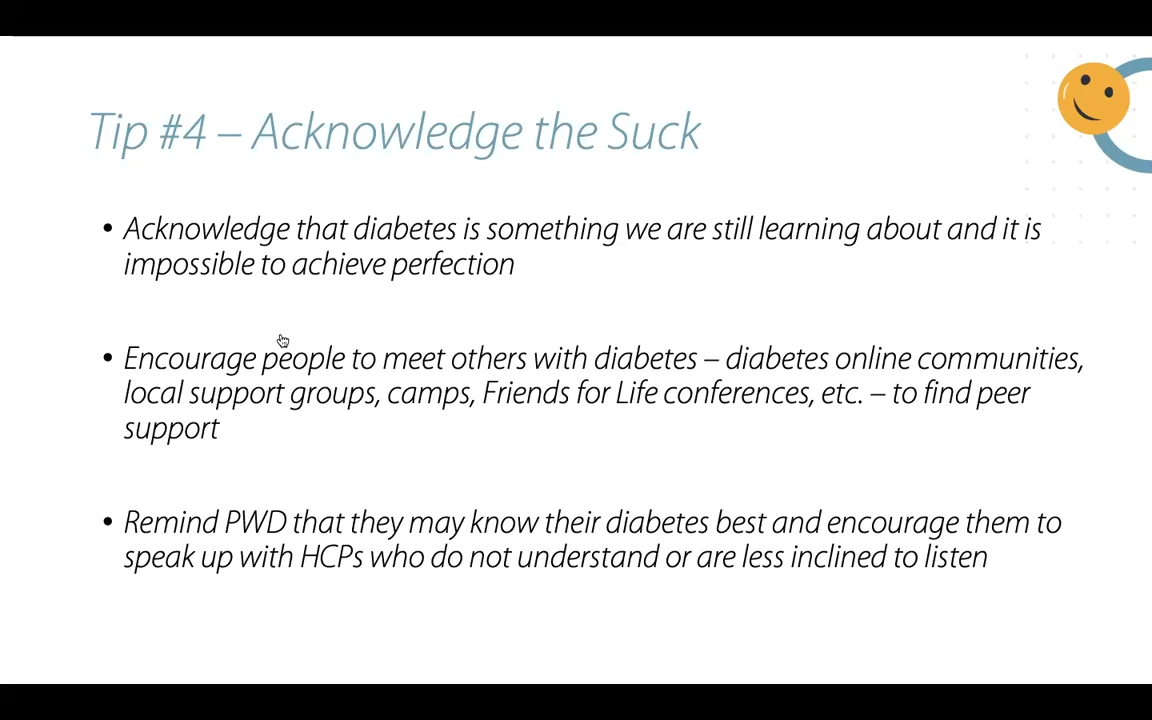 Tip #4 – Acknowledge the Suck
• Acknowledge that diabetes is something we are still learning about and it is
impossible to achieve perfection
• Encourage people to meet others with diabetes – diabetes online communities,
local support groups, camps, Friends for Life conferences, etc. – to find peer
support
• Remind PWD that they may know their diabetes best and encourage them to
speak up with HCPs who do not understand or are less inclined to listen